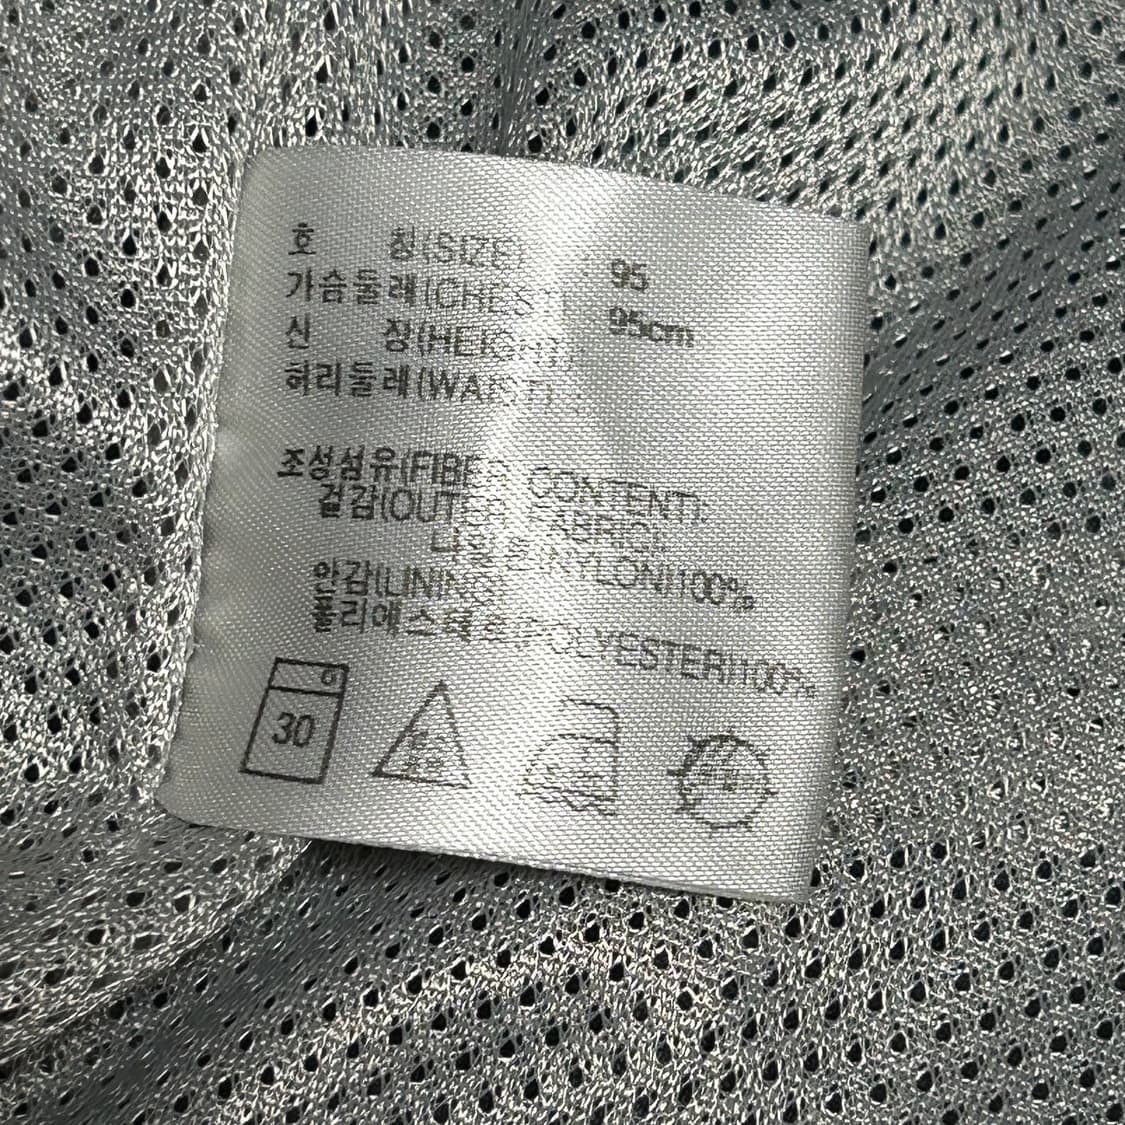 호 칭(SIZE) : 95
가슴둘레(CHEST): 95cm
신 장(HEIGHT):
허리둘레(WAIST) :
조성섬유(FIBER CONTENT):
겉감(OUTER FABRIC):
나일론(NYLON)100%
안감(LINING)
폴리에스테르(POLYESTER)100%
30